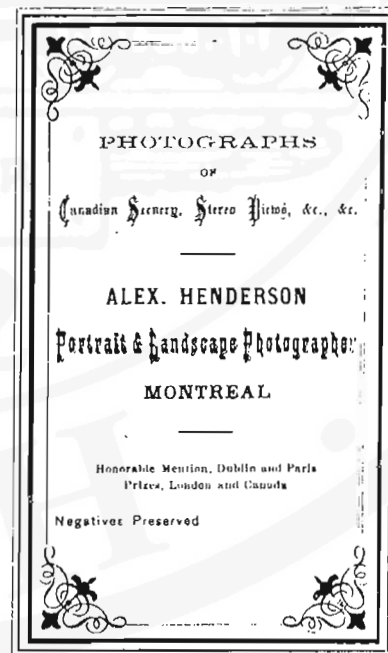 PHOTOGRAPHS
OF
Canadian Scenery, Stereo Views, &c., &c.
ALEX. HENDERSON
Portrait & Landscape Photographer
MONTREAL
Honorable Mention, Dublin and Paris
Prizes, London and Canada
Negatives Preserved